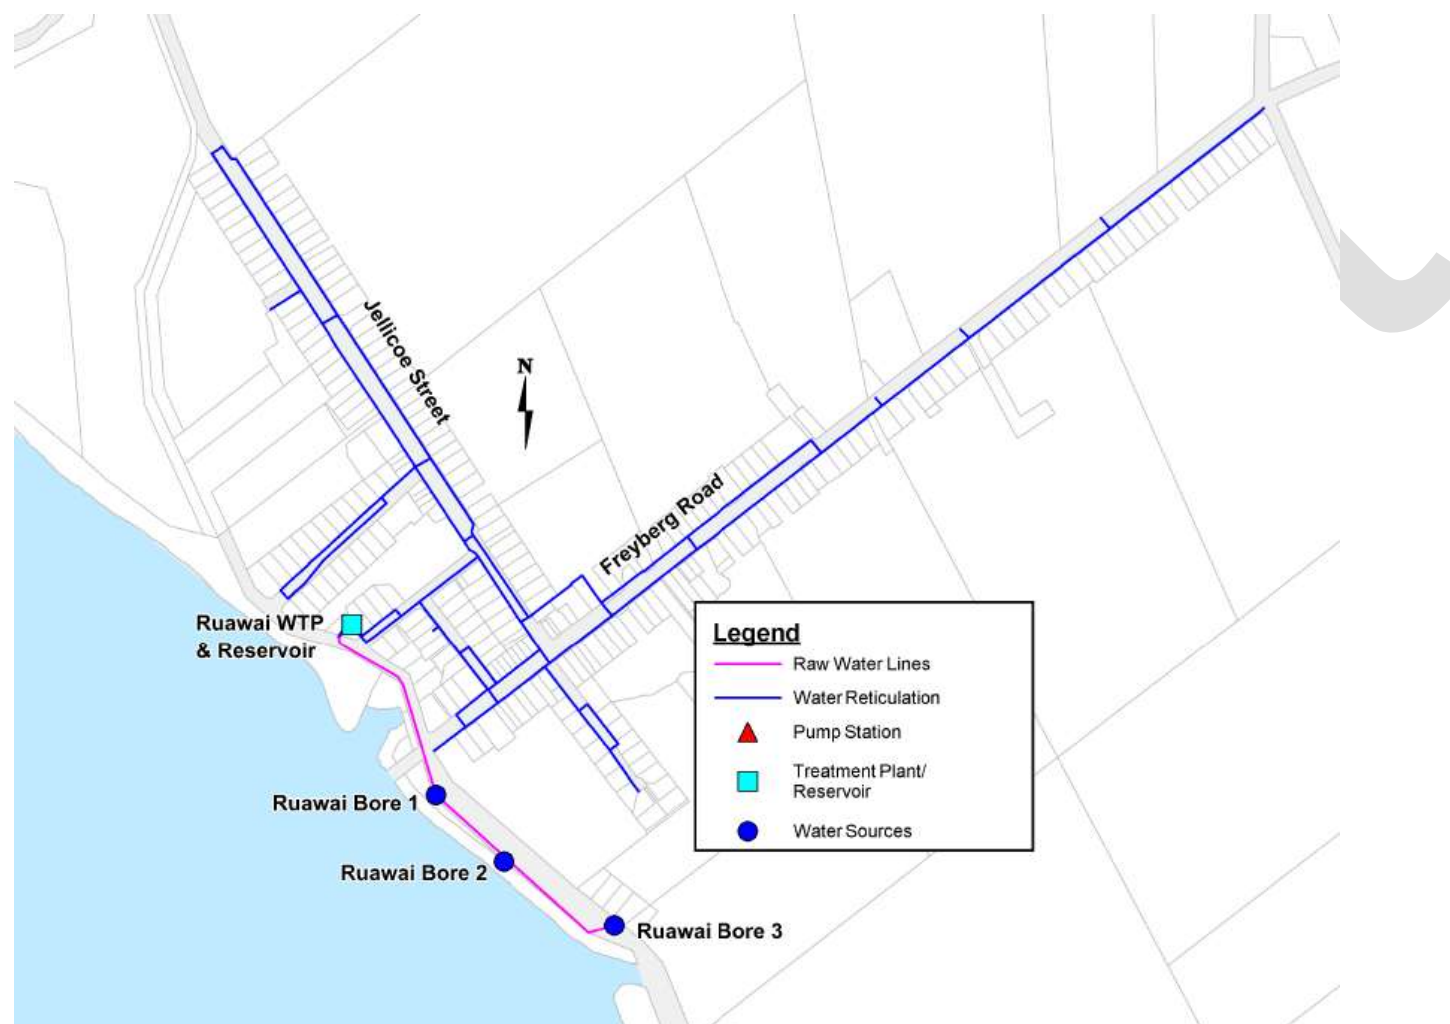 Jellicoe Street
N
Freyberg Road
Ruawai WTP
& Reservoir
Legend
Raw Water Lines
Water Reticulation
Pump Station
Treatment Plant/
Reservoir
Water Sources
Ruawai Bore 1
Ruawai Bore 2
Ruawai Bore 3